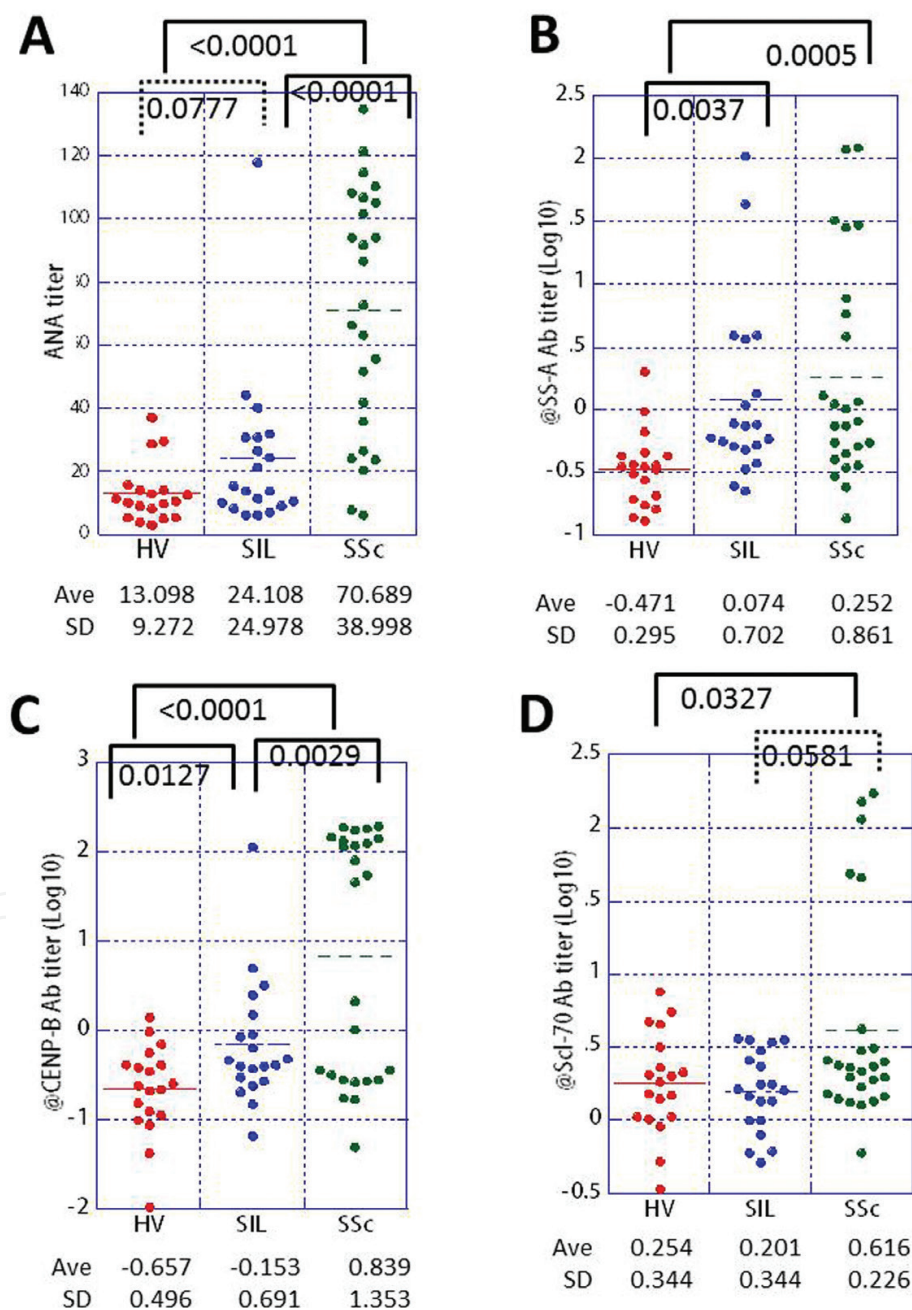 A
<0.0001
0.0777
<0.0001
140
120
100
80
60
40
20
0
ANA titer
HV SIL SSc
Ave 13.098 24.108 70.689
SD 9.272 24.978 38.998
B
0.0005
0.0037
2.5
2
.5
1
.5
0
-0.5
-1
@SS-A Ab titer (Log10)
HV SIL SSc
Ave -0.471 0.074 0.252
SD 0.295 0.702 0.861
C
<0.0001
0.0127
0.0029
3
2
1
0
-1
-2
@CENP-B Ab titer (Log10)
HV SIL SSc
Ave -0.657 -0.153 0.839
SD 0.496 0.691 1.353
D
0.0327
0.0581
2.5
2
.5
1
.5
0
-0.5
@Scl-70 Ab titer (Log10)
HV SIL SSc
Ave 0.254 0.201 0.616
SD 0.344 0.344 0.226